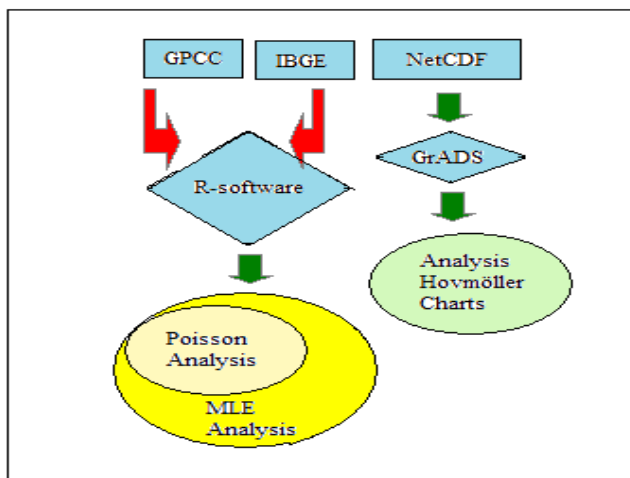 GPCC
IBGE
NetCDF
R-software
GrADS
Analysis
Hovmöller
Charts
Poisson
Analysis
MLE
Analysis